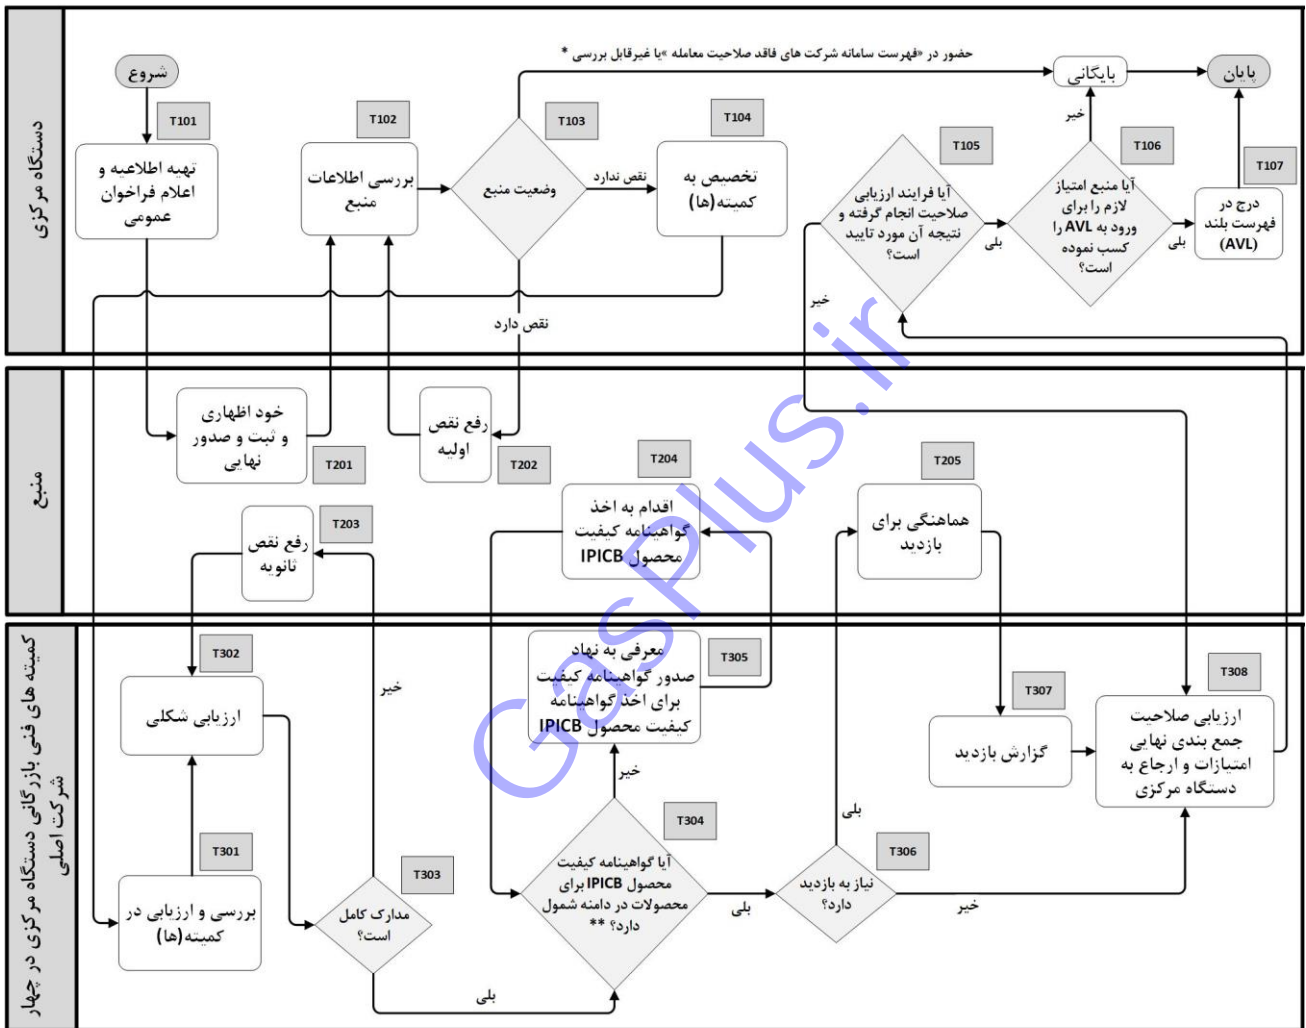 دستگاه مرکزی
شروع
T101
تهیه اطلاعیه و
اعلام فراخوان
عمومی
T102
بررسی اطلاعات
منبع
T103
وضعیت منبع
حضور در «فهرست سامانه شرکت های فاقد صلاحیت معامله »یا غیرقابل بررسی *
نقص ندارد
نقص دارد
T104
تخصیص به
کمیته(ها)
T105
آیا فرایند ارزیابی
صلاحیت انجام گرفته و
نتیجه آن مورد تایید
است؟
بلی
خیر
T106
آیا منبع امتیاز
لازم را برای
ورود به AVL را
کسب نموده
است؟
خیر
بلی
بایگانی
پایان
T107
درج در
فهرست بلند
(AVL)
منبع
خود اظهاری
و ثبت و صدور
نهایی
T201
رفع نقص
اولیه
T202
T203
رفع نقص
ثانویه
T204
اقدام به اخذ
گواهینامه کیفیت
محصول IPICB
T205
هماهنگی برای
بازدید
کمیته های فنی بازرگانی دستگاه مرکزی در چهار
شرکت اصلی
T302
ارزیابی شکلی
T301
بررسی و ارزیابی در
کمیته(ها)
T303
مدارک کامل
است؟
خیر
بلی
T305
معرفی به نهاد
صدور گواهینامه کیفیت
برای اخذ گواهینامه
کیفیت محصول IPICB
خیر
T304
آیا گواهینامه کیفیت
محصول IPICB برای
محصولات در دامنه شمول
دارد؟ **
بلی
T306
نیاز به بازدید
دارد؟
بلی
خیر
T307
گزارش بازدید
T308
ارزیابی صلاحیت
جمع بندی نهایی
امتیازات و ارجاع به
دستگاه مرکزی
GasPlus.ir